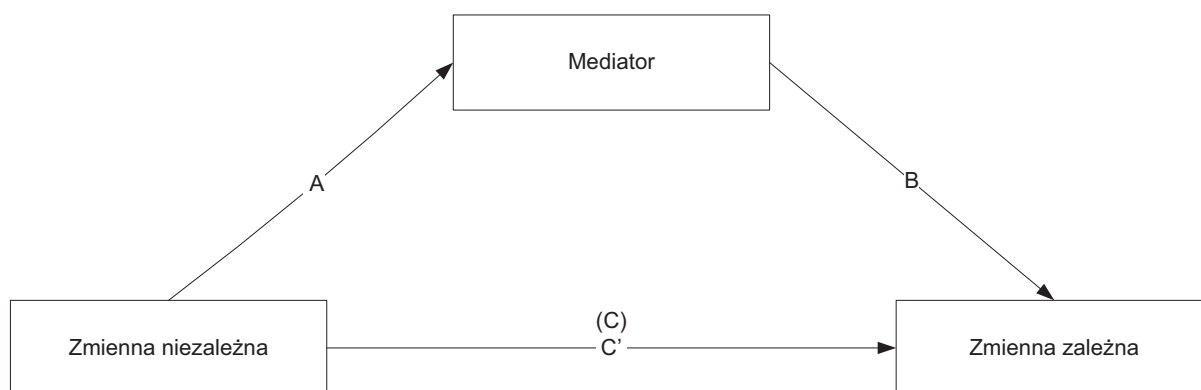 Mediator
A
B
(C)
C’
Zmienna niezależna
Zmienna zależna